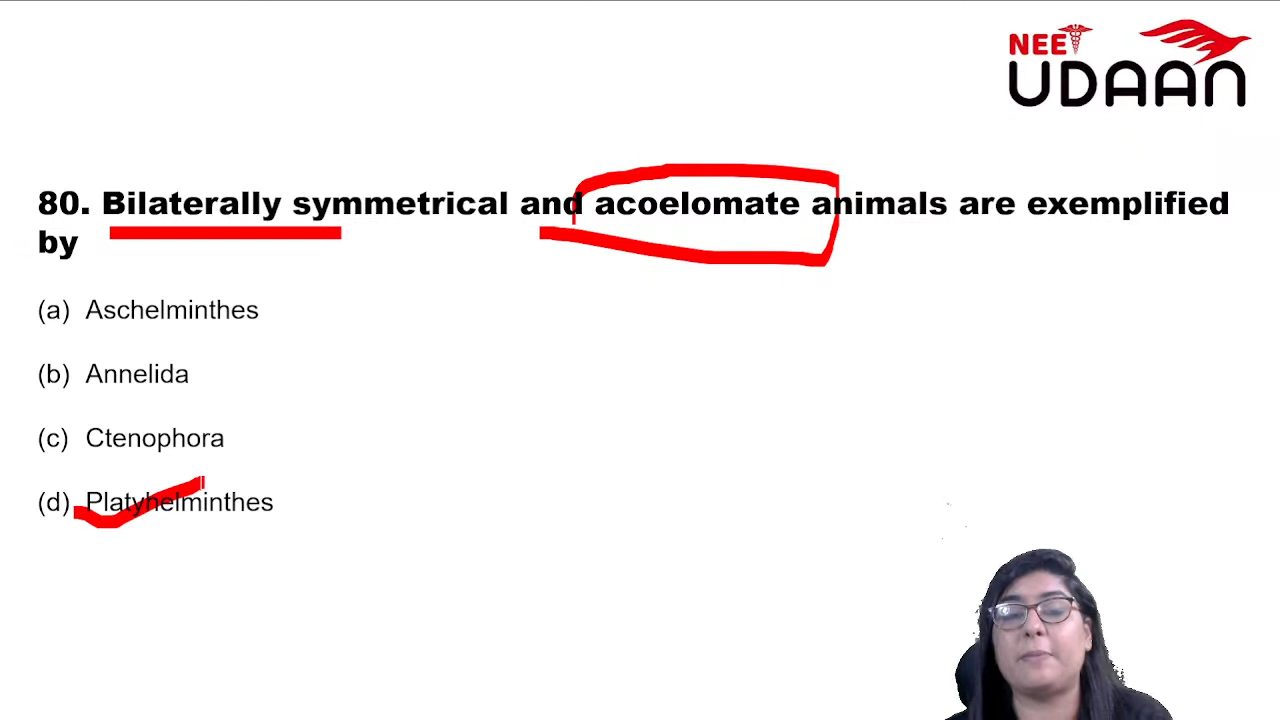 NEET
UDAAN
80. Bilaterally symmetrical and acoelomate animals are exemplified
by
(a) Aschelminthes
(b) Annelida
(c) Ctenophora
(d) Platyhelminthes